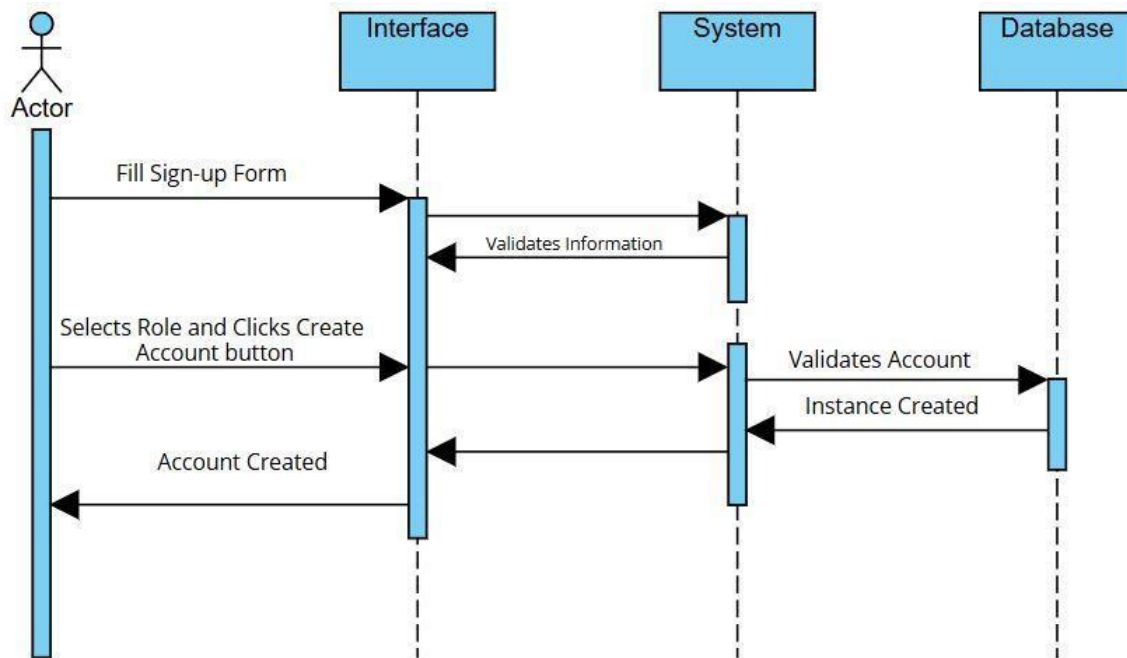 Interface
System
Database
Actor
Fill Sign-up Form
Validates Information
Selects Role and Clicks Create
Account button
Validates Account
Instance Created
Account Created